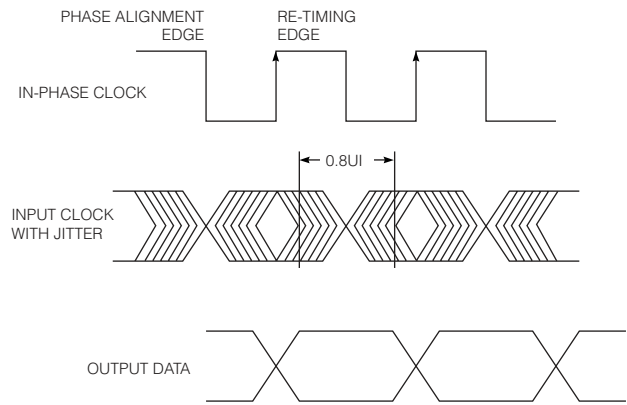 PHASE ALIGNMENT
EDGE
RE-TIMING
EDGE
IN-PHASE CLOCK
0.8UI
INPUT CLOCK
WITH JITTER
OUTPUT DATA